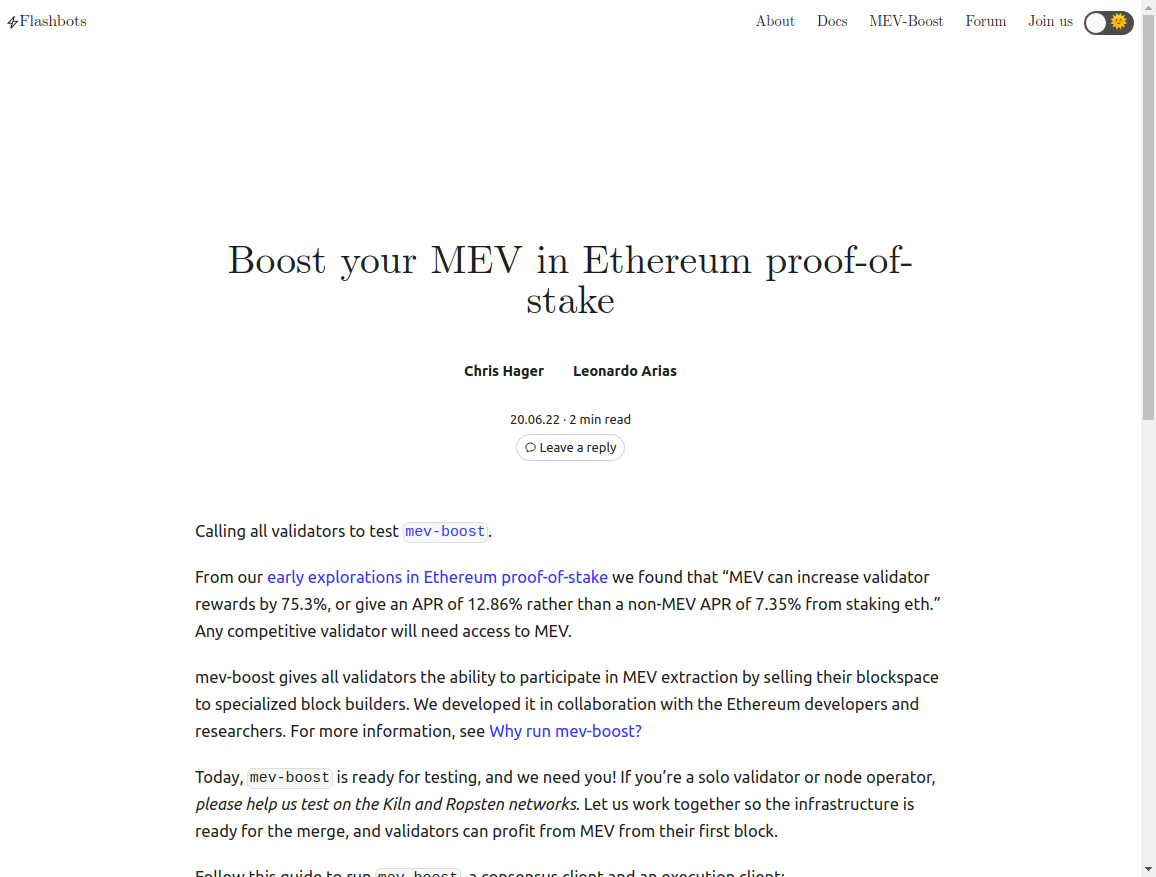 Flashbots
About Docs MEV-Boost Forum Join us
Boost your MEV in Ethereum proof-of-
stake
Chris Hager Leonardo Arias
20.06.22 · 2 min read
Leave a reply
Calling all validators to test mev-boost.
From our early explorations in Ethereum proof-of-stake we found that “MEV can increase validator
rewards by 75.3%, or give an APR of 12.86% rather than a non-MEV APR of 7.35% from staking eth.”
Any competitive validator will need access to MEV.
mev-boost gives all validators the ability to participate in MEV extraction by selling their blockspace
to specialized block builders. We developed it in collaboration with the Ethereum developers and
researchers. For more information, see Why run mev-boost?
Today, mev-boost is ready for testing, and we need you! If you’re a solo validator or node operator,
please help us test on the Kiln and Ropsten networks. Let us work together so the infrastructure is
ready for the merge, and validators can profit from MEV from their first block.
Follow this guide to run mev-boost, a consensus client and an execution client: